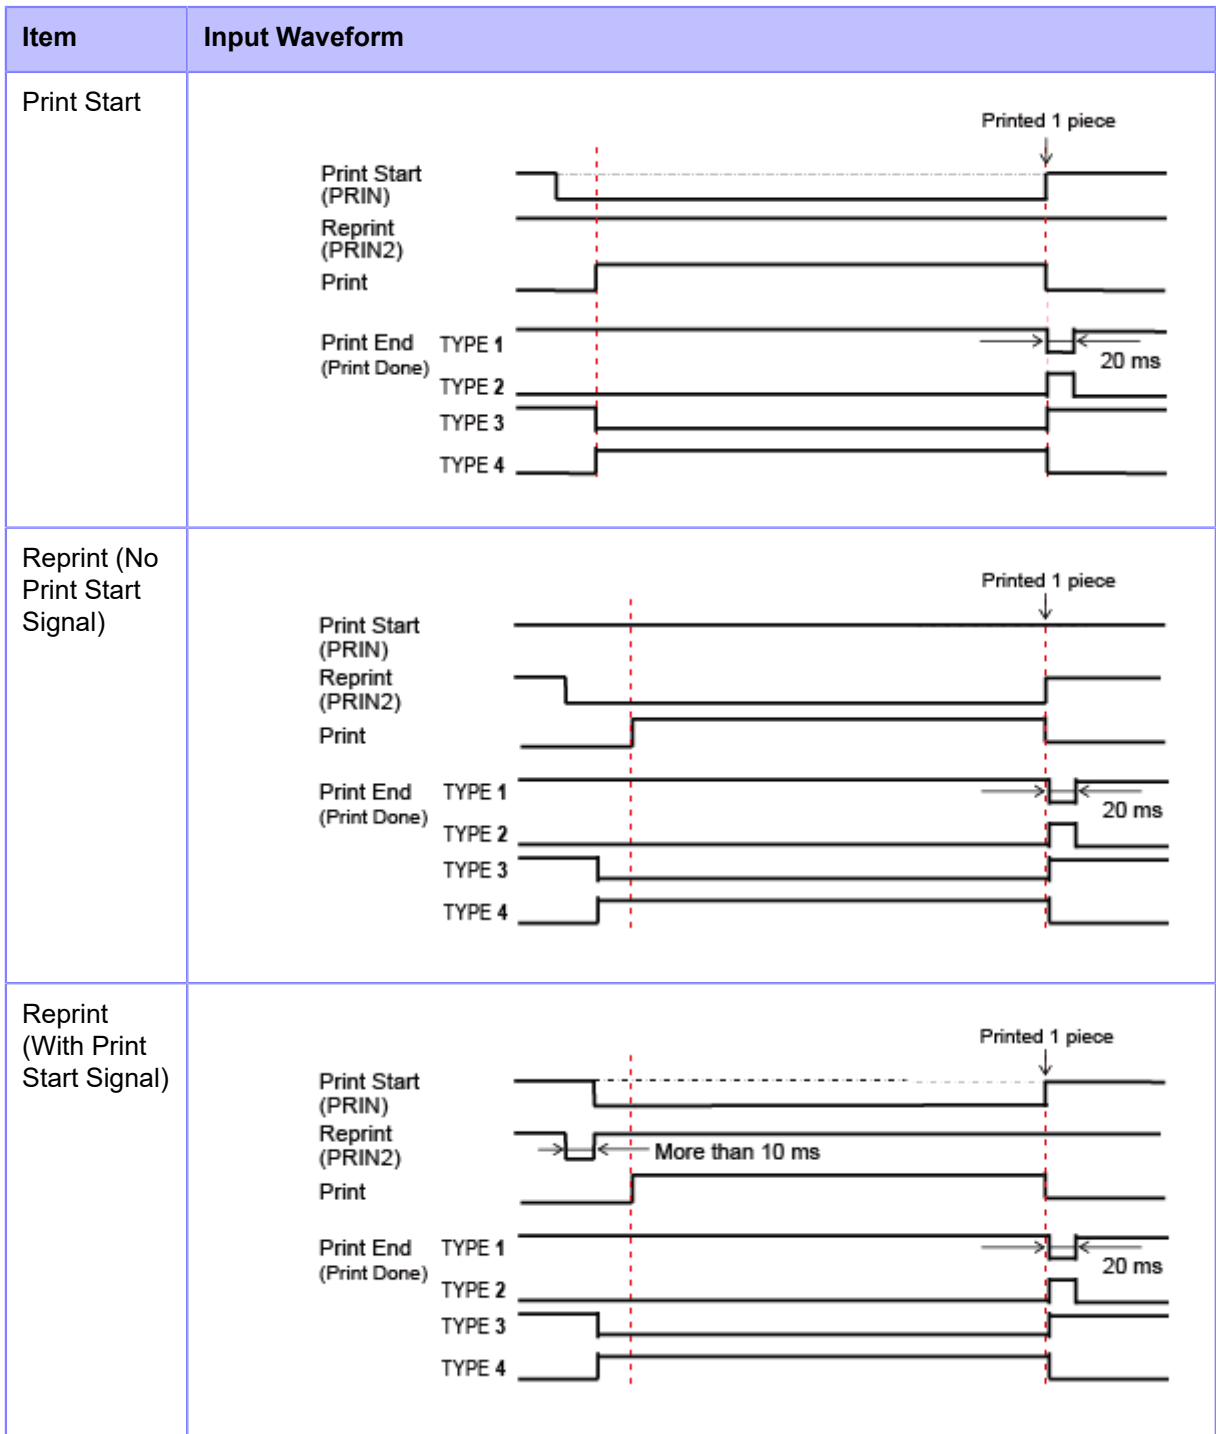 Item Input Waveform
Print Start
Printed 1 piece
Print Start
(PRIN)
Reprint
(PRIN2)
Print
Print End TYPE 1
(Print Done)
20 ms
TYPE 2
TYPE 3
TYPE 4
Reprint (No
Print Start
Signal)
Printed 1 piece
Print Start
(PRIN)
Reprint
(PRIN2)
Print
Print End TYPE 1
(Print Done)
20 ms
TYPE 2
TYPE 3
TYPE 4
Reprint
(With Print
Start Signal)
Printed 1 piece
Print Start
(PRIN)
Reprint
(PRIN2)
More than 10 ms
Print
Print End TYPE 1
(Print Done)
20 ms
TYPE 2
TYPE 3
TYPE 4